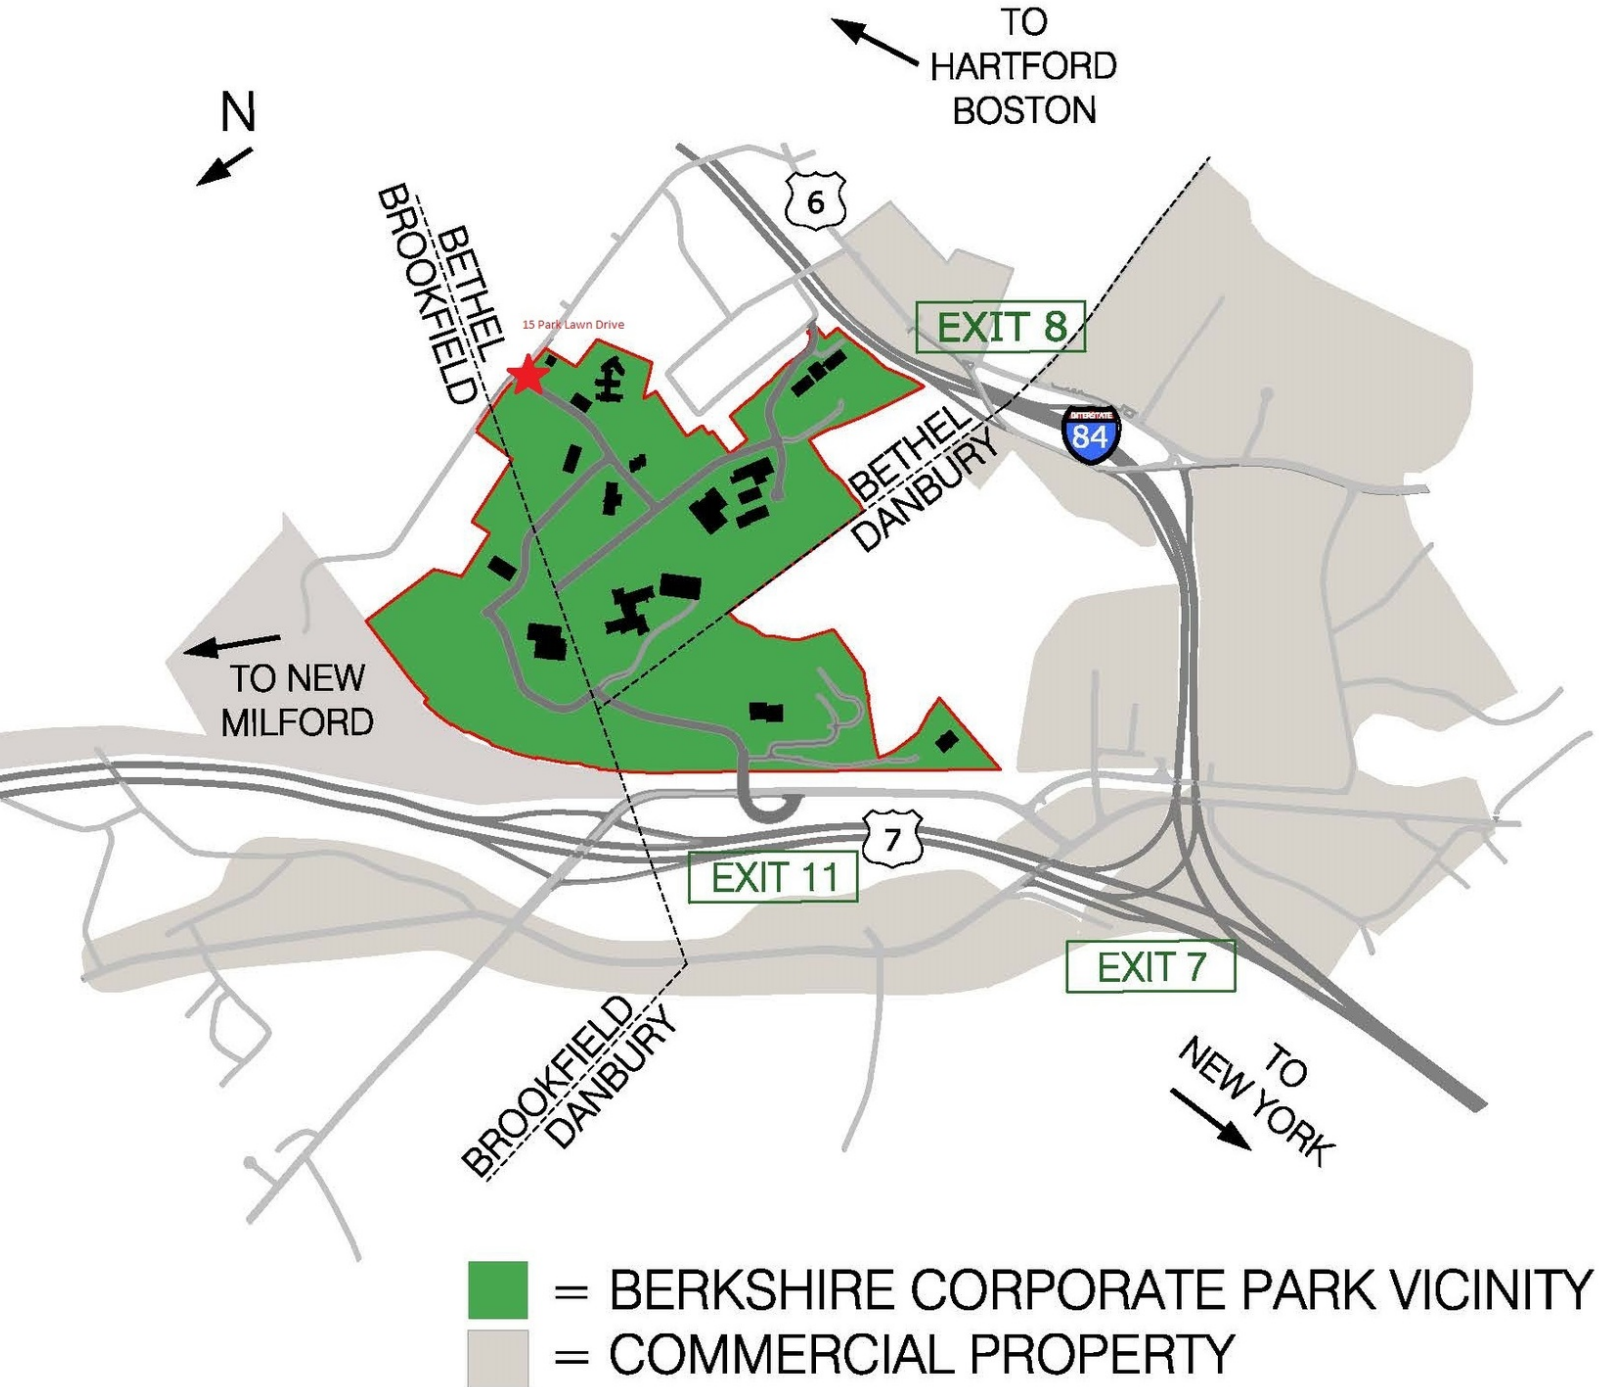 TO
HARTFORD
BOSTON
N
6
BETHEL
BROOKFIELD
EXIT 8
15 Park Lawn Drive
INTERSTATE
84
BETHEL
DANBURY
TO NEW
MILFORD
7
EXIT 11
EXIT 7
BROOKFIELD
DANBURY
TO
NEW YORK
= BERKSHIRE CORPORATE PARK VICINITY
= COMMERCIAL PROPERTY